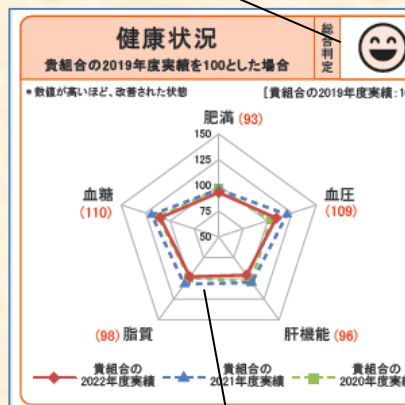 健康状況
貴組合の2019年度実績を100とした場合
総合判定
*数値が高いほど、改善された状態
[貴組合の2019年度実績:1
肥満 (93)
150
125
100
75
50
血糖
(110)
血圧
(109)
(98) 脂質
肝機能 (96)
貴組合の
2022年度実績
貴組合の
2021年度実績
貴組合の
2020年度実